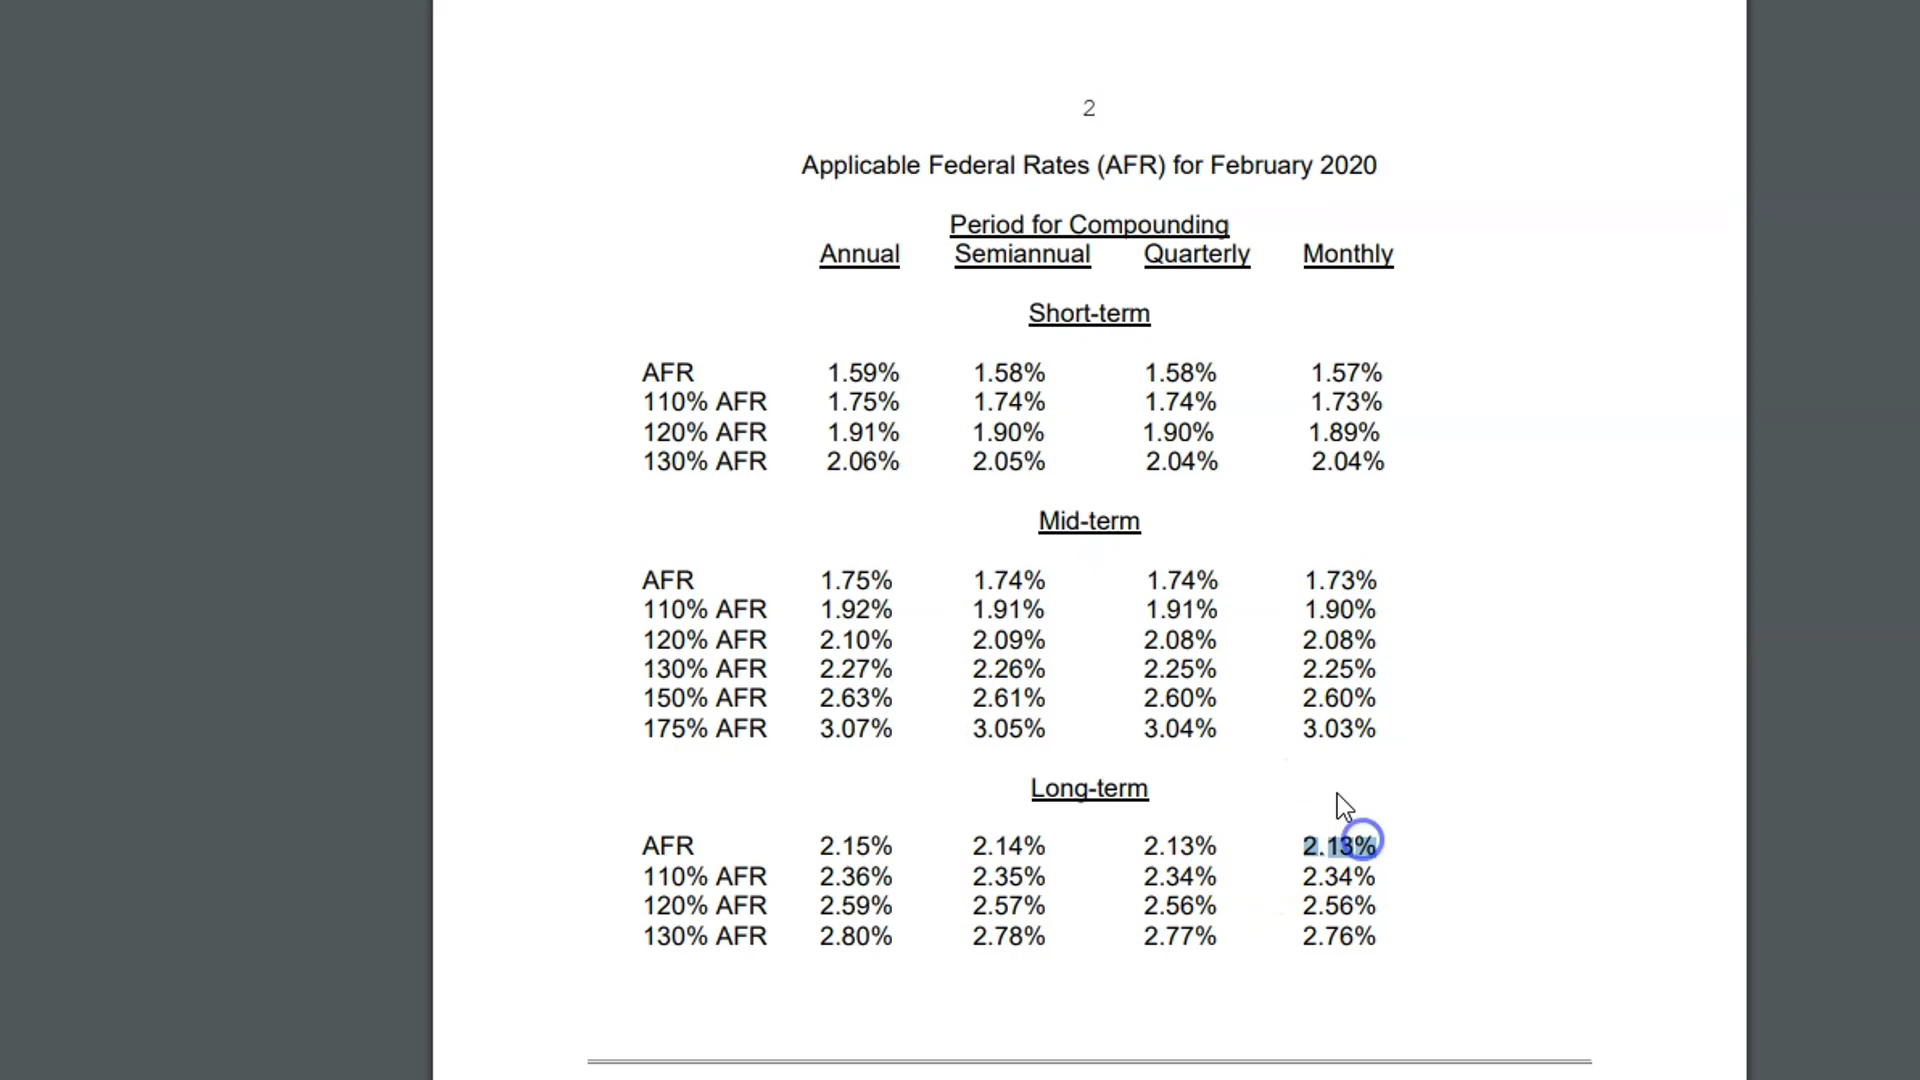 2
Applicable Federal Rates (AFR) for February 2020
Period for Compounding
Annual Semiannual Quarterly Monthly
Short-term
AFR 1.59% 1.58% 1.58% 1.57%
110% AFR 1.75% 1.74% 1.74% 1.73%
120% AFR 1.91% 1.90% 1.90% 1.89%
130% AFR 2.06% 2.05% 2.04% 2.04%
Mid-term
AFR 1.75% 1.74% 1.74% 1.73%
110% AFR 1.92% 1.91% 1.91% 1.90%
120% AFR 2.10% 2.09% 2.08% 2.08%
130% AFR 2.27% 2.26% 2.25% 2.25%
150% AFR 2.63% 2.61% 2.60% 2.60%
175% AFR 3.07% 3.05% 3.04% 3.03%
Long-term
AFR 2.15% 2.14% 2.13% 2.13%
110% AFR 2.36% 2.35% 2.34% 2.34%
120% AFR 2.59% 2.57% 2.56% 2.56%
130% AFR 2.80% 2.78% 2.77% 2.76%